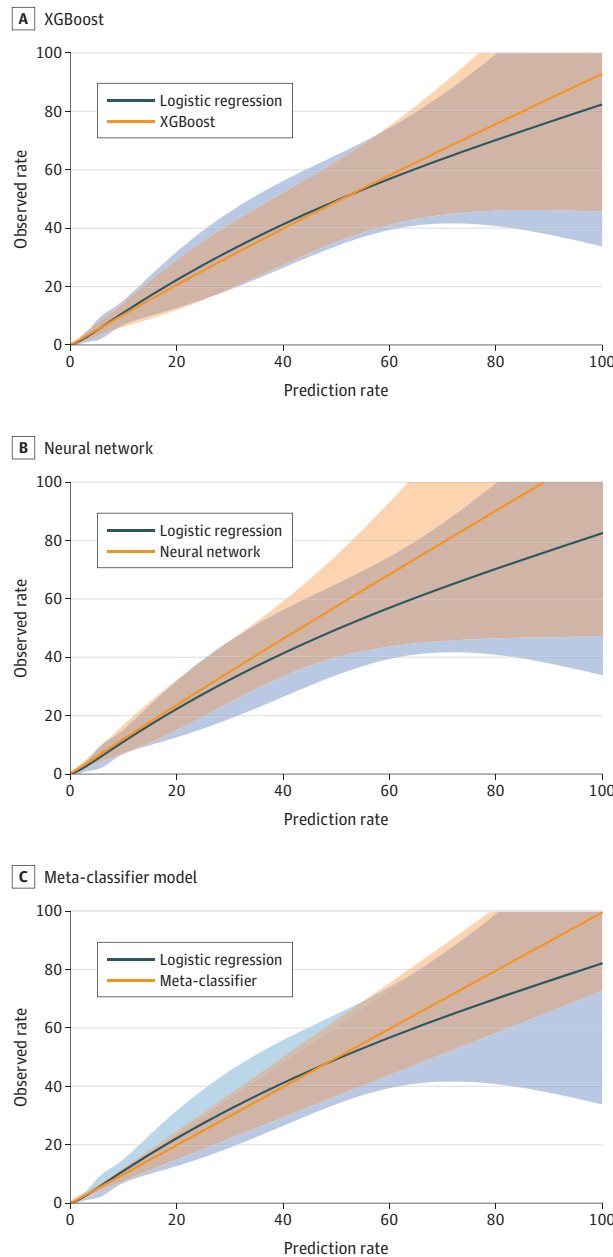 A XGBoost
100
80
60
40
20
0
Observed rate
Logistic regression
XGBoost
0 20 40 60 80 100
Prediction rate
B Neural network
100
80
60
40
20
0
Observed rate
Logistic regression
Neural network
0 20 40 60 80 100
Prediction rate
C Meta-classifier model
100
80
60
40
20
0
Observed rate
Logistic regression
Meta-classifier
0 20 40 60 80 100
Prediction rate